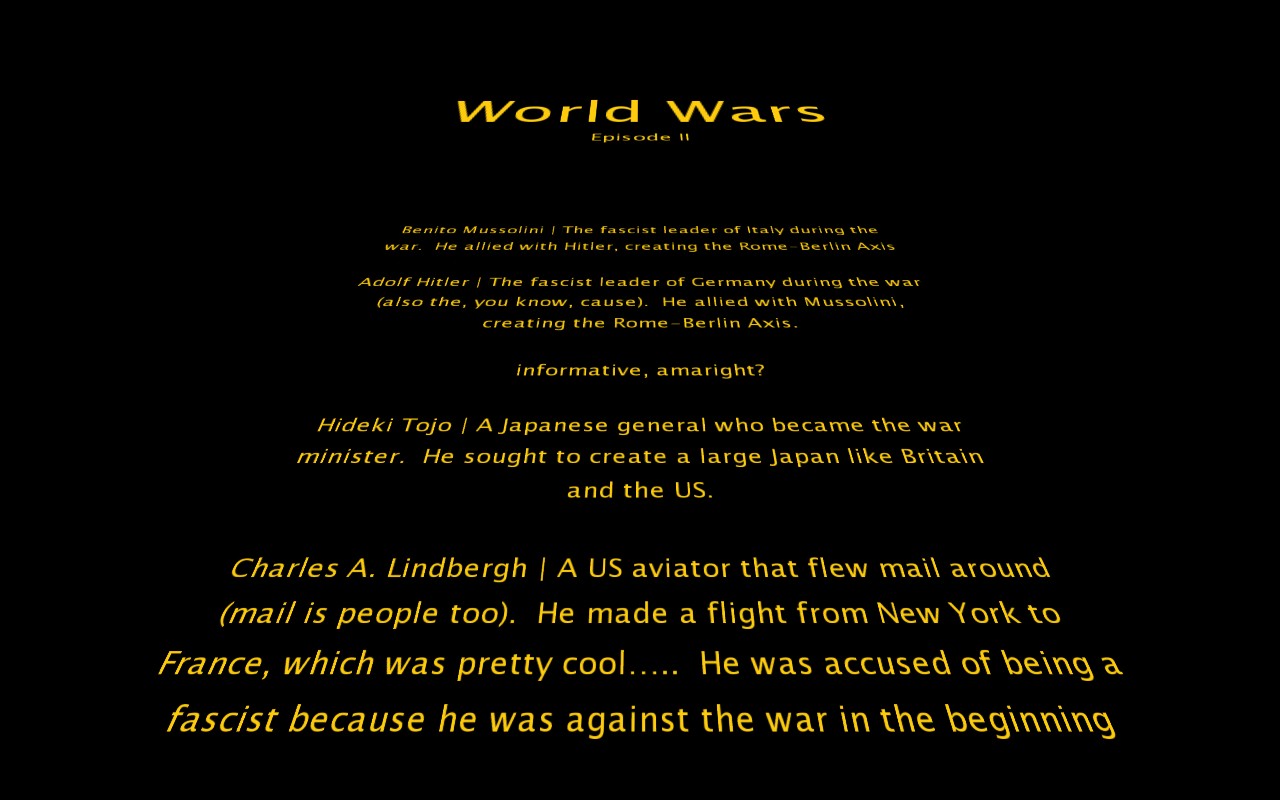 World Wars
Episode II
Benito Mussolini | The fascist leader of Italy during the
war.  He allied with Hitler, creating the Rome-Berlin Axis
Adolf Hitler | The fascist leader of Germany during the war
(also the, you know, cause).  He allied with Mussolini,
creating the Rome-Berlin Axis.
informative, amaright?
Hideki Tojo | A Japanese general who became the war
minister.  He sought to create a large Japan like Britain
and the US.
Charles A. Lindbergh | A US aviator that flew mail around
(mail is people too).  He made a flight from New York to
France, which was pretty cool.....  He was accused of being a
fascist because he was against the war in the beginning